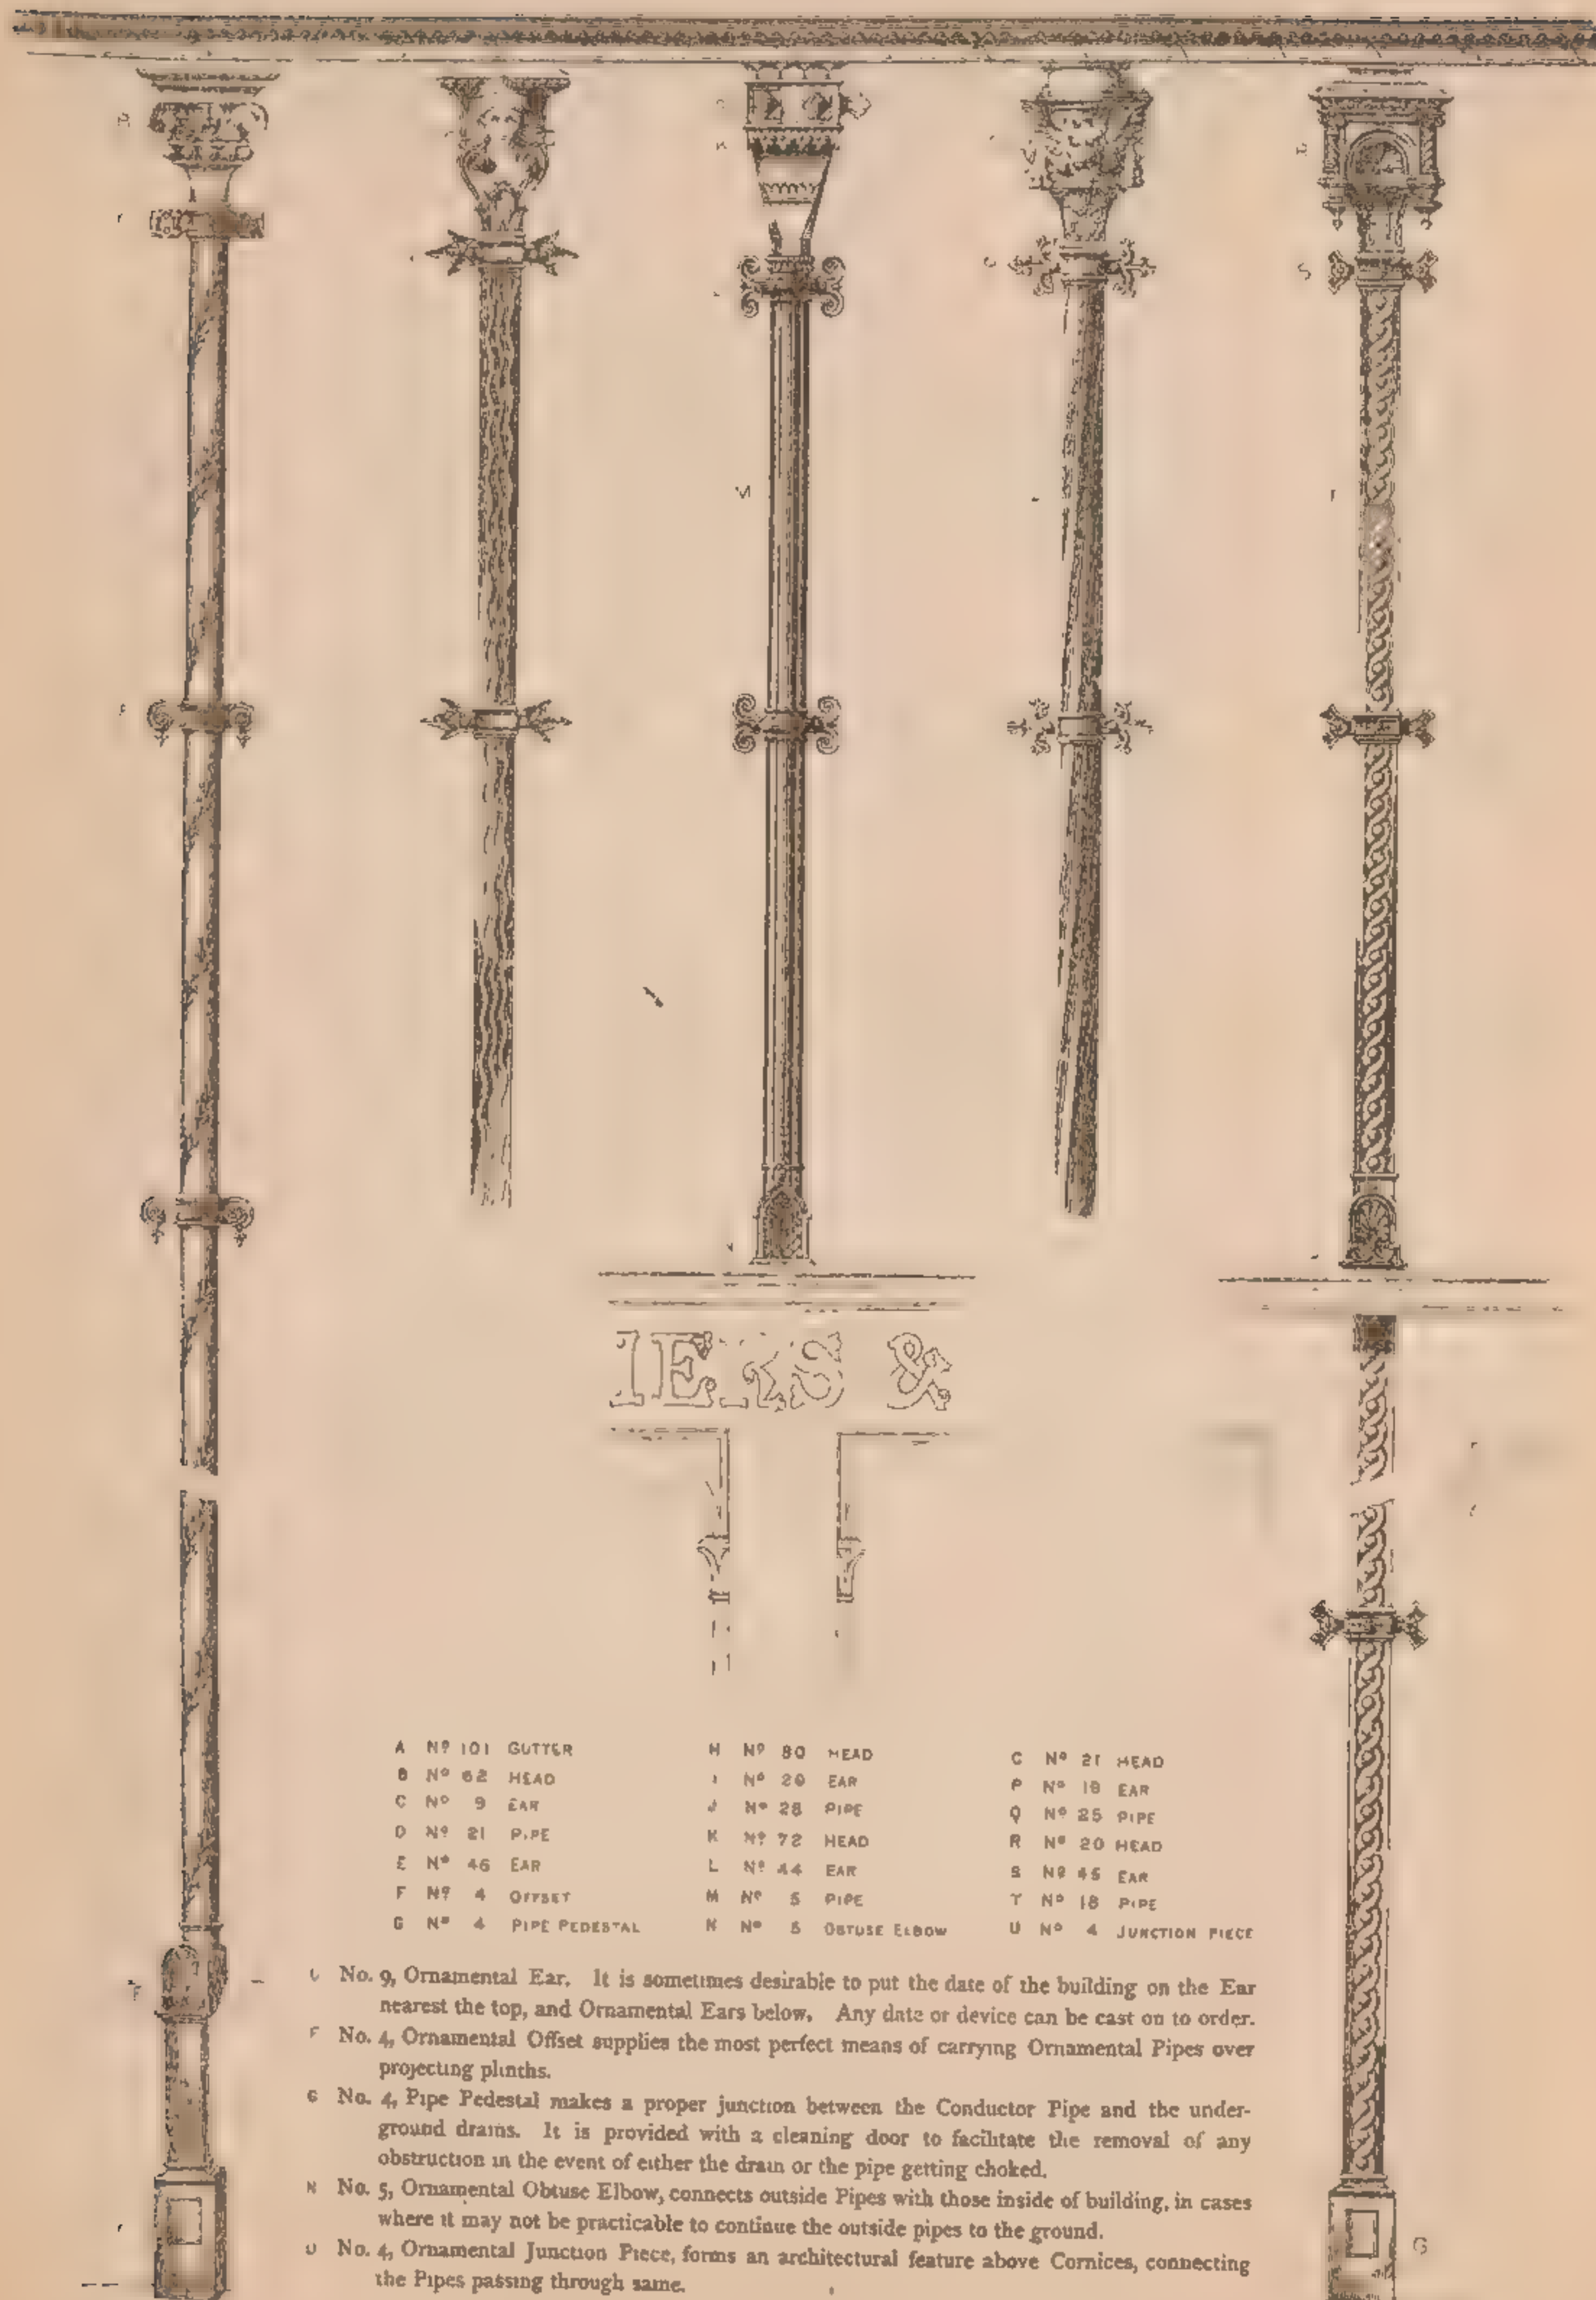 IERS &
A Nº 101 GUTTER
B Nº 62 HEAD
C Nº 9 EAR
D Nº 21 PIPE
E Nº 46 EAR
F Nº 4 OFFSET
G Nº 4 PIPE PEDESTAL
H Nº 80 HEAD
I Nº 20 EAR
J Nº 28 PIPE
K Nº 72 HEAD
L Nº 44 EAR
M Nº 5 PIPE
N Nº 5 OBTUSE ELBOW
Nº 21 HEAD
P Nº 18 EAR
Q Nº 25 PIPE
R Nº 20 HEAD
S Nº 45 EAR
T Nº 18 PIPE
U Nº 4 JUNCTION PIECE
No. 9, Ornamental Ear. It is sometimes desirable to put the date of the building on the Ear
nearest the top, and Ornamental Ears below. Any date or device can be cast on to order.
F No. 4, Ornamental Offset supplies the most perfect means of carrying Ornamental Pipes over
projecting plinths.
G No. 4, Pipe Pedestal makes a proper junction between the Conductor Pipe and the under-
ground drains. It is provided with a cleaning door to facilitate the removal of any
obstruction in the event of either the drain or the pipe getting choked.
N No. 5, Ornamental Obtuse Elbow, connects outside Pipes with those inside of building, in cases
where it may not be practicable to continue the outside pipes to the ground.
U No. 4, Ornamental Junction Piece, forms an architectural feature above Cornices, connecting
the Pipes passing through same.
S
M
G